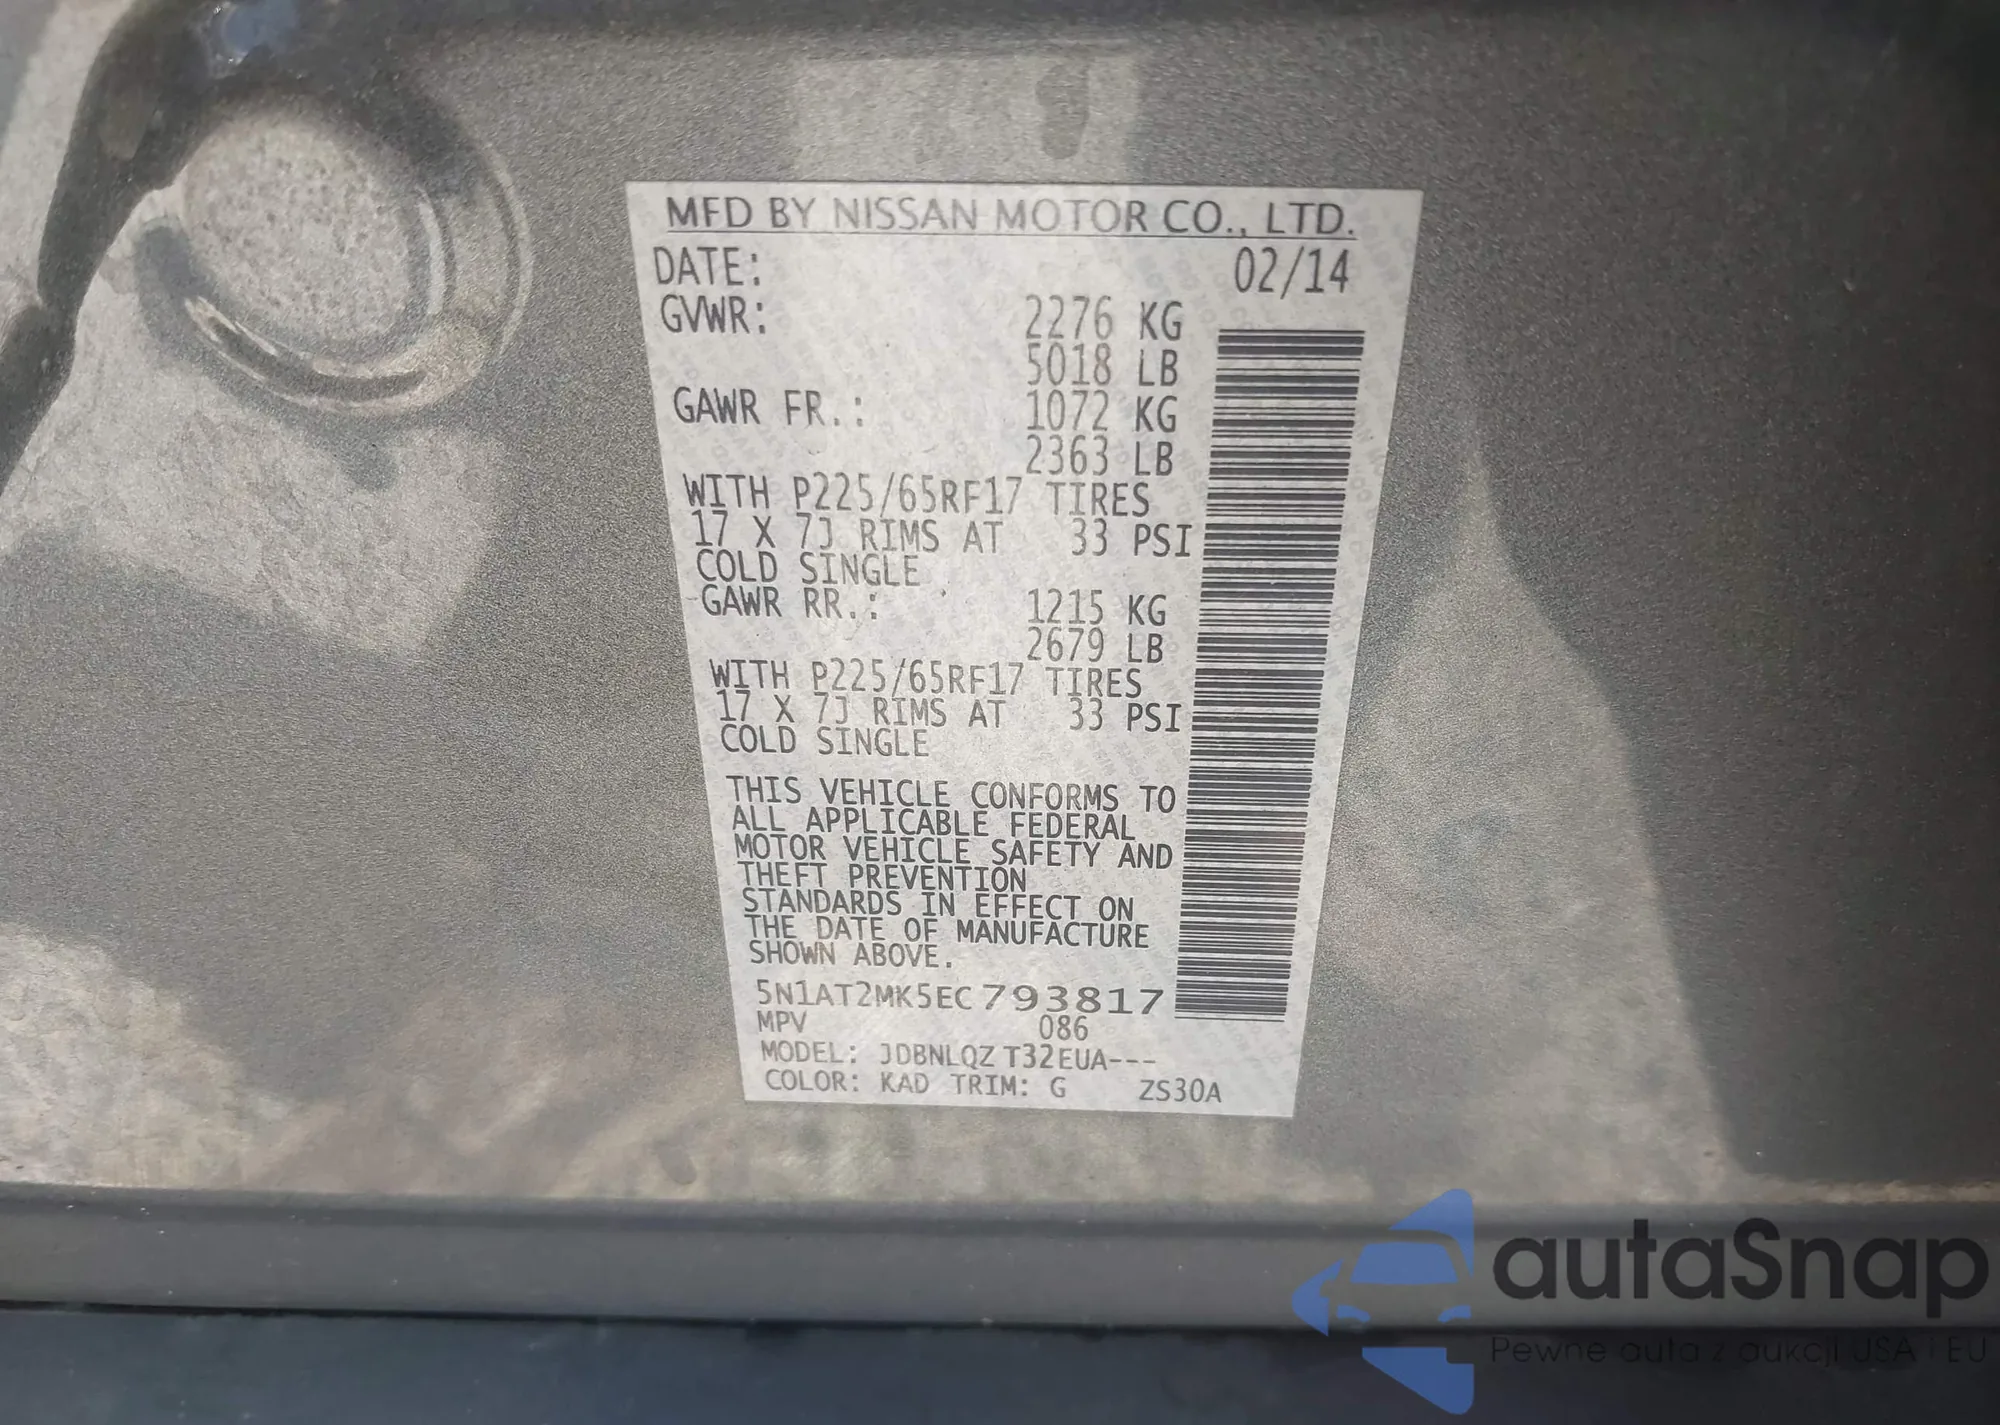 MFD BY NISSAN MOTOR CO., LTD.
DATE: 02/14
GVWR: 2276 KG
5018 LB
GAWR FR.: 1072 KG
2363 LB
WITH P225/65RF17 TIRES
17 X 7J RIMS AT 33 PSI
COLD SINGLE
GAWR RR.: 1215 KG
2679 LB
WITH P225/65RF17 TIRES
17 X 7J RIMS AT 33 PSI
COLD SINGLE
THIS VEHICLE CONFORMS TO
ALL APPLICABLE FEDERAL
MOTOR VEHICLE SAFETY AND
THEFT PREVENTION
STANDARDS IN EFFECT ON
THE DATE OF MANUFACTURE
SHOWN ABOVE.
5N1AT2MK5EC793817
MPV 086
MODEL: JDBNLQZ T32EUA---
COLOR: KAD TRIM: G ZS30A
autaSnap
Pewne auta z aukcji USA i EU